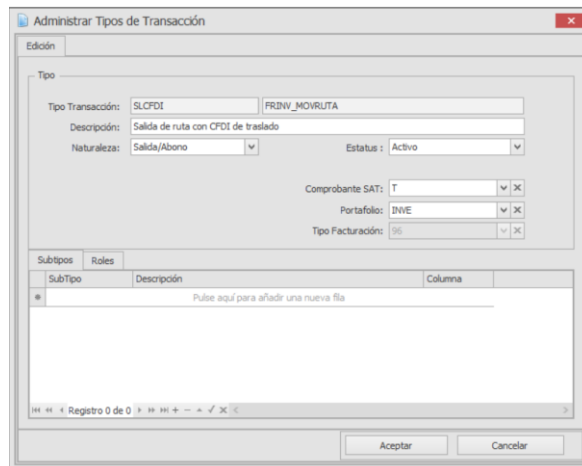 Administrar Tipos de Transacción
Edición
Tipo
Tipo Transacción: SLCFDI FRINV_MOVRUTA
Descripción: Salida de ruta con CFDI de traslado
Naturaleza: Salida/Abono Estatus : Activo
Comprobante SAT: T
Portafolio: INVE
Tipo Facturación: 96
Subtipos Roles
SubTipo Descripción Columna
Pulse aquí para añadir una nueva fila
Registro 0 de 0
Aceptar Cancelar